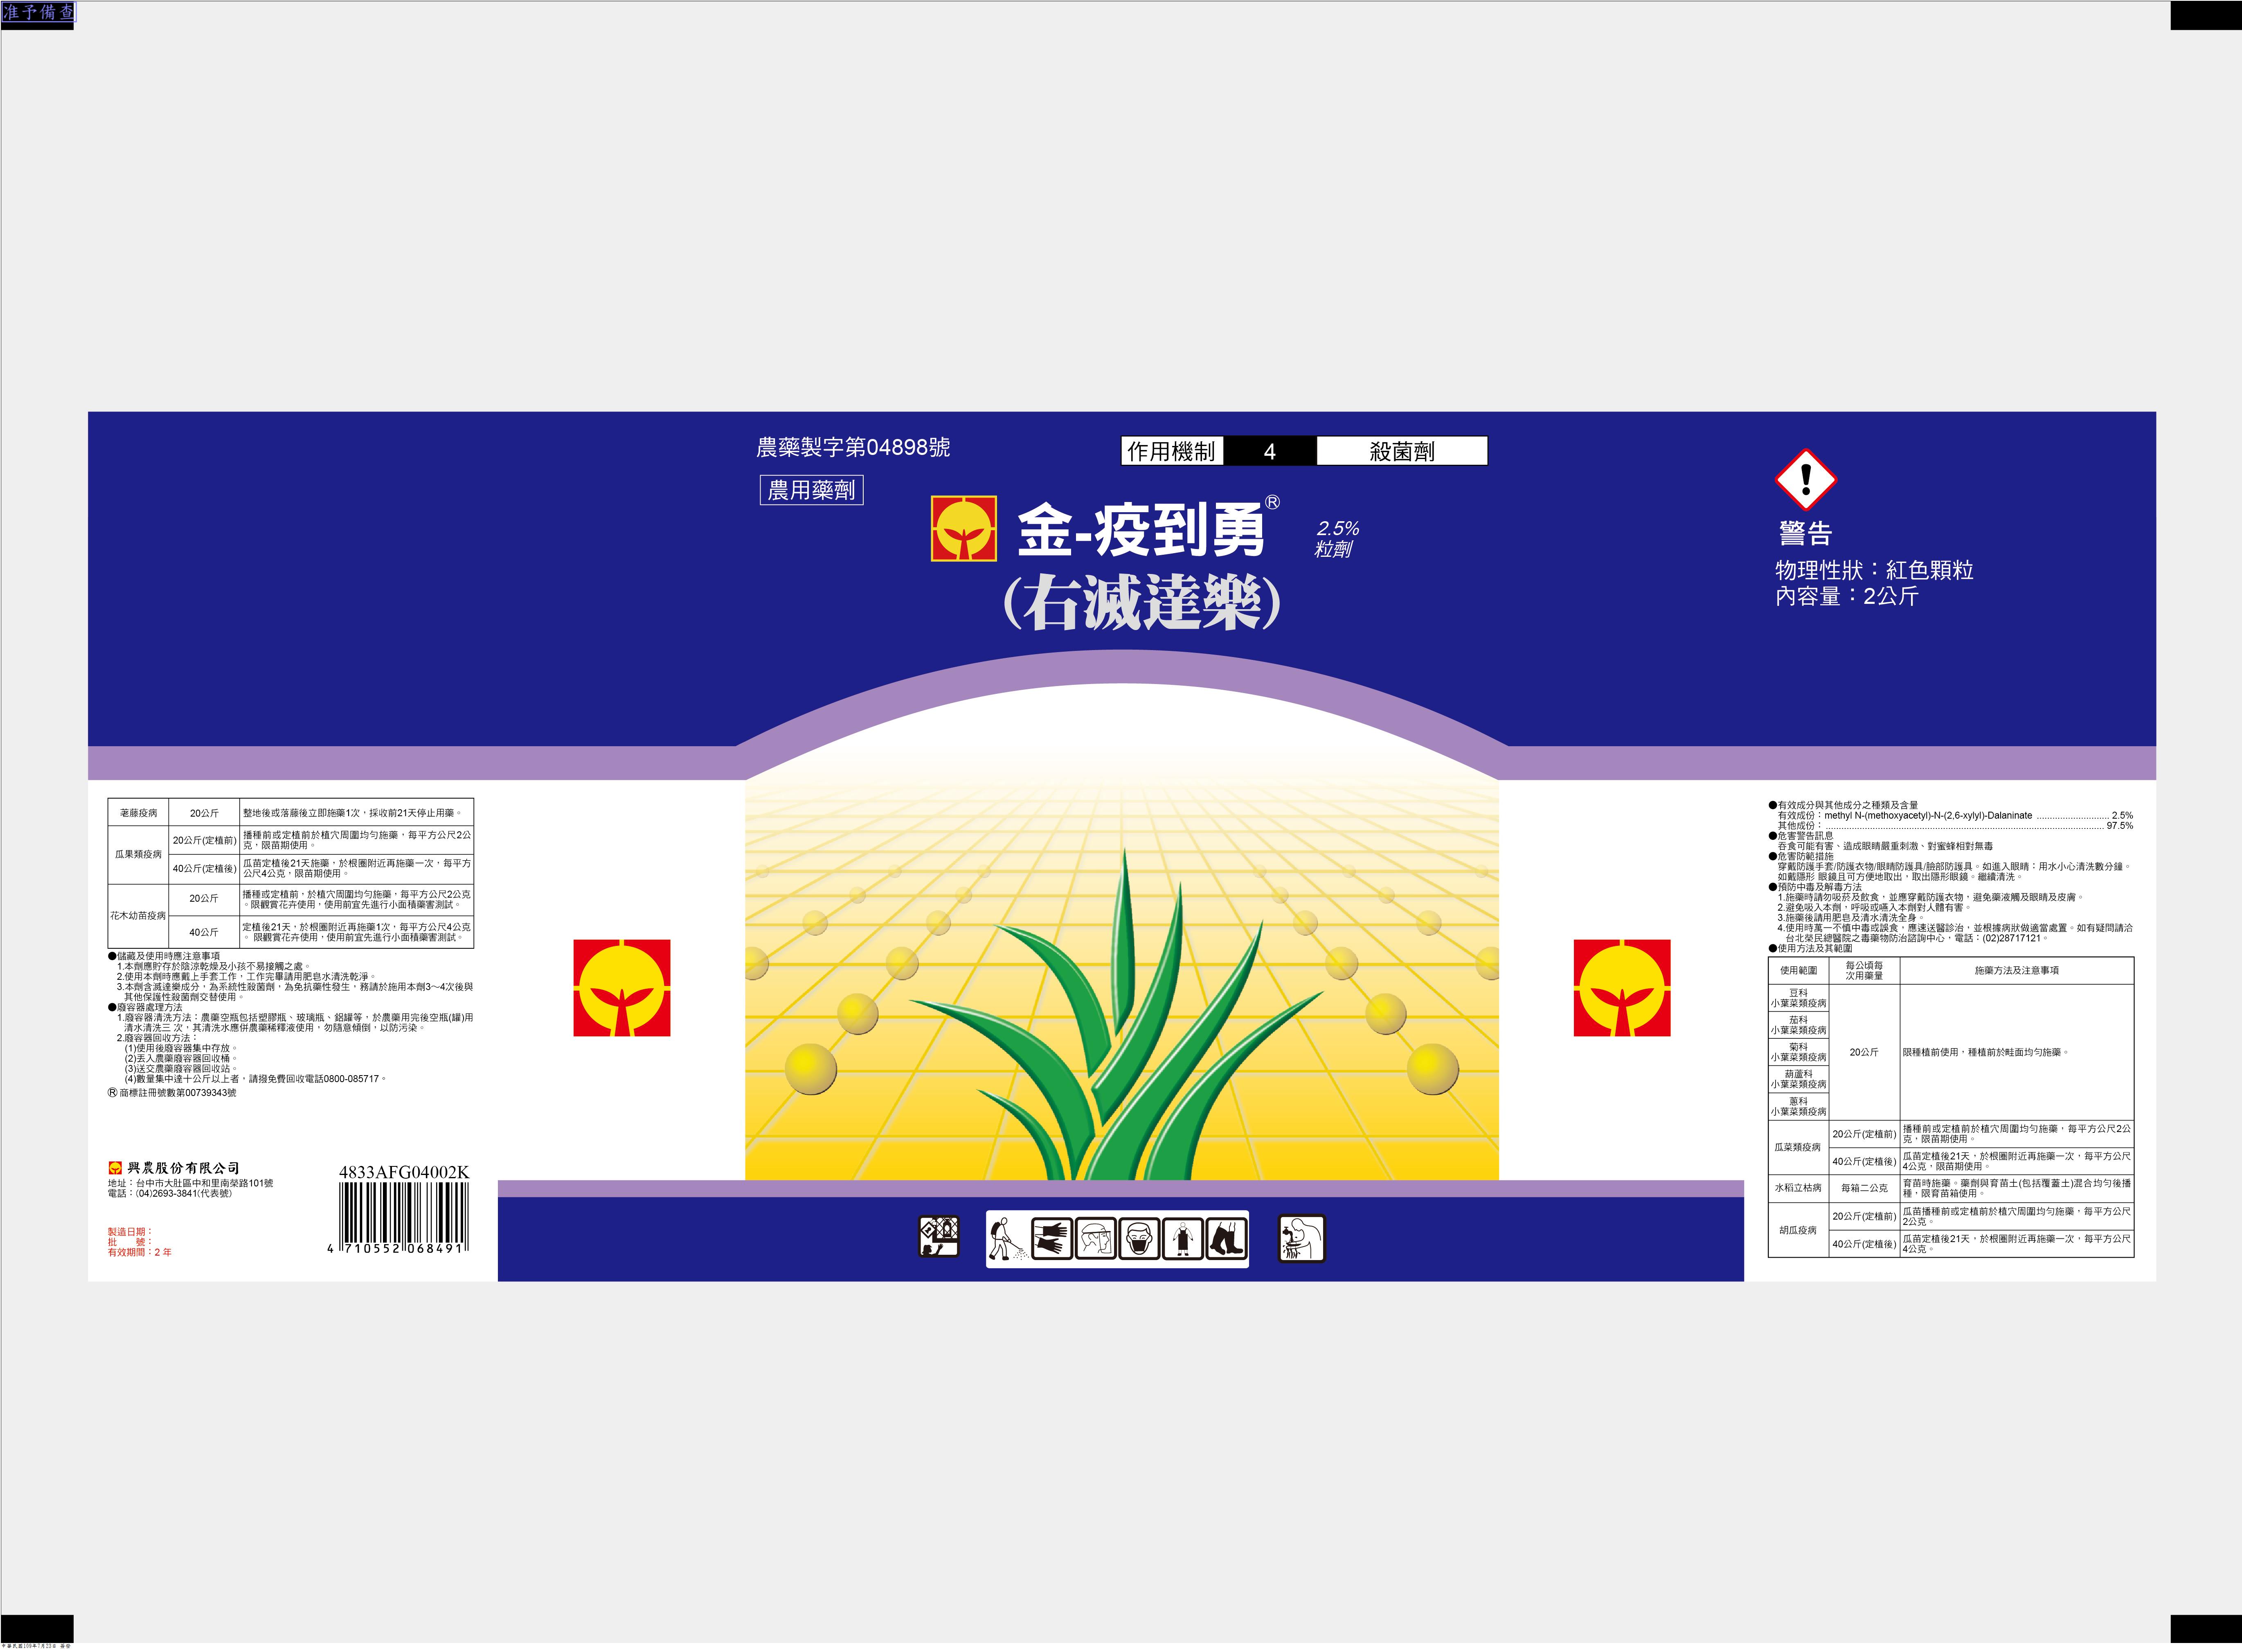 准予備查
農藥製字第04898號
農用藥劑
作用機制 4 殺菌劑
金-疫到勇®
2.5%
粒劑
(右滅達樂)
警告
物理性狀：紅色顆粒
內容量：2公斤
荖藤疫病 20公斤 整地後或落藤後立即施藥1次，採收前21天停止用藥。
瓜果類疫病 20公斤(定植前) 播種前或定植前於植穴周圍均勻施藥，每平方公尺2公
克，限苗期使用。
40公斤(定植後) 瓜苗定植後21天施藥，於根圈附近再施藥一次，每平方
公尺4公克，限苗期使用。
花木幼苗疫病 20公斤 播種或定植前，於植穴周圍均勻施藥，每平方公尺2公克
。限觀賞花卉使用，使用前宜先進行小面積藥害測試。
40公斤 定植後21天，於根圈附近再施藥1次，每平方公尺4公克
。 限觀賞花卉使用，使用前宜先進行小面積藥害測試。
●儲藏及使用時應注意事項
1.本劑應貯存於陰涼乾燥及小孩不易接觸之處。
2.使用本劑時應戴上手套工作，工作完畢請用肥皂水清洗乾淨。
3.本劑含滅達樂成分，為系統性殺菌劑，為免抗藥性發生，務請於施用本劑3～4次後與
其他保護性殺菌劑交替使用。
●廢容器處理方法
1.廢容器清洗方法：農藥空瓶包括塑膠瓶、玻璃瓶、鋁罐等，於農藥用完後空瓶(罐)用
清水清洗三 次，其清洗水應併農藥稀釋液使用，勿隨意傾倒，以防污染。
2.廢容器回收方法：
(1)使用後廢容器集中存放。
(2)丟入農藥廢容器回收桶。
(3)送交農藥廢容器回收站。
(4)數量集中達十公斤以上者，請撥免費回收電話0800-085717。
®商標註冊號數第00739343號
興農股份有限公司
地址：台中市大肚區中和里南榮路101號
電話：(04)2693-3841(代表號)
製造日期：
批　　號：
有效期間：2 年
4833AFG04002K
4 710552 068491
●有效成分與其他成分之種類及含量
有效成份：methyl N-(methoxyacetyl)-N-(2,6-xylyl)-Dalaninate ............................ 2.5%
其他成份： ............................ 97.5%
●危害警告訊息
吞食可能有害、造成眼睛嚴重刺激、對蜜蜂相對無毒
●危害防範措施
穿戴防護手套/防護衣物/眼睛防護具/臉部防護具。如進入眼睛：用水小心清洗數分鐘。
如戴隱形 眼鏡且可方便地取出，取出隱形眼鏡。繼續清洗。
●預防中毒及解毒方法
1.施藥時請勿吸菸及飲食，並應穿戴防護衣物，避免藥液觸及眼睛及皮膚。
2.避免吸入本劑，呼吸或嚥入本劑對人體有害。
3.施藥後請用肥皂及清水清洗全身。
4.使用時萬一不慎中毒或誤食，應速送醫診治，並根據病狀做適當處置。如有疑問請洽
台北榮民總醫院之毒藥物防治諮詢中心，電話：(02)28717121。
●使用方法及其範圍
使用範圍 每公頃每
次用藥量 施藥方法及注意事項
豆科
小葉菜類疫病
茄科
小葉菜類疫病
菊科
小葉菜類疫病 20公斤 限種植前使用，種植前於畦面均勻施藥。
葫蘆科
小葉菜類疫病
蔥科
小葉菜類疫病
瓜菜類疫病 20公斤(定植前) 播種前或定植前於植穴周圍均勻施藥，每平方公尺2公
克，限苗期使用。
40公斤(定植後) 瓜苗定植後21天，於根圈附近再施藥一次，每平方公尺
4公克，限苗期使用。
水稻立枯病 每箱二公克 育苗時施藥。藥劑與育苗土(包括覆蓋土)混合均勻後播
種，限育苗箱使用。
胡瓜疫病 20公斤(定植前) 瓜苗播種前或定植前於植穴周圍均勻施藥，每平方公尺
2公克。
40公斤(定植後) 瓜苗定植後21天，於根圈附近再施藥一次，每平方公尺
4公克。